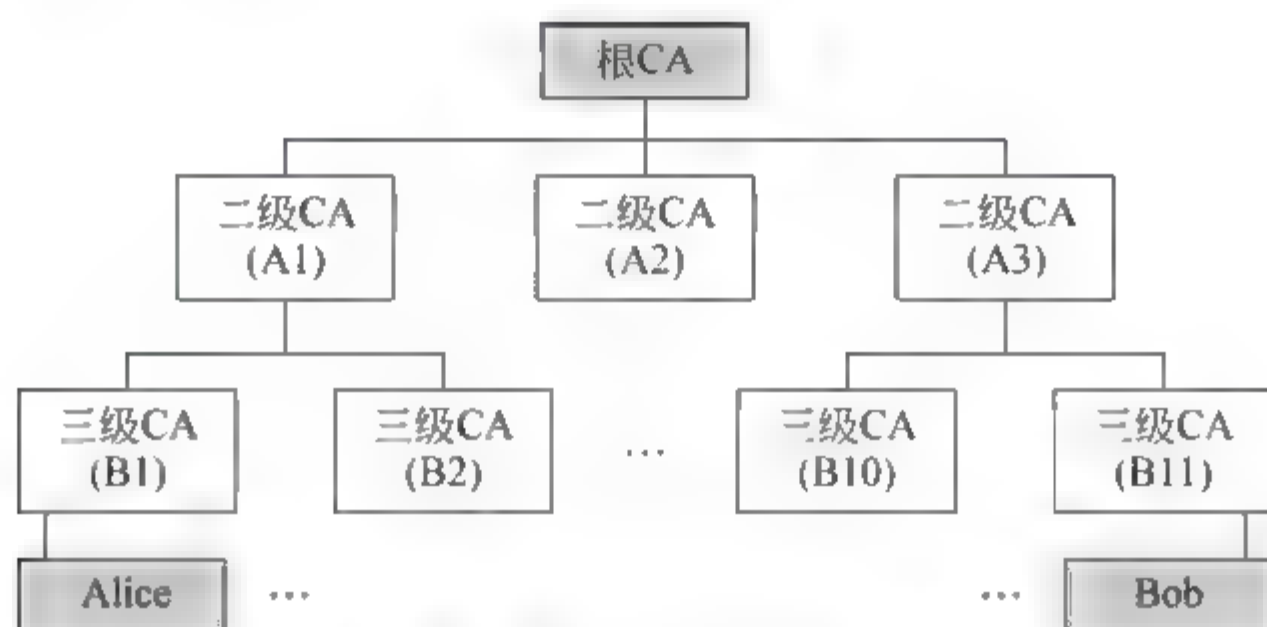 根CA
二级CA
(A1)
二级CA
(A2)
二级CA
(A3)
三级CA
(B1)
三级CA
(B2)
...
三级CA
(B10)
三级CA
(B11)
Alice
...
...
Bob